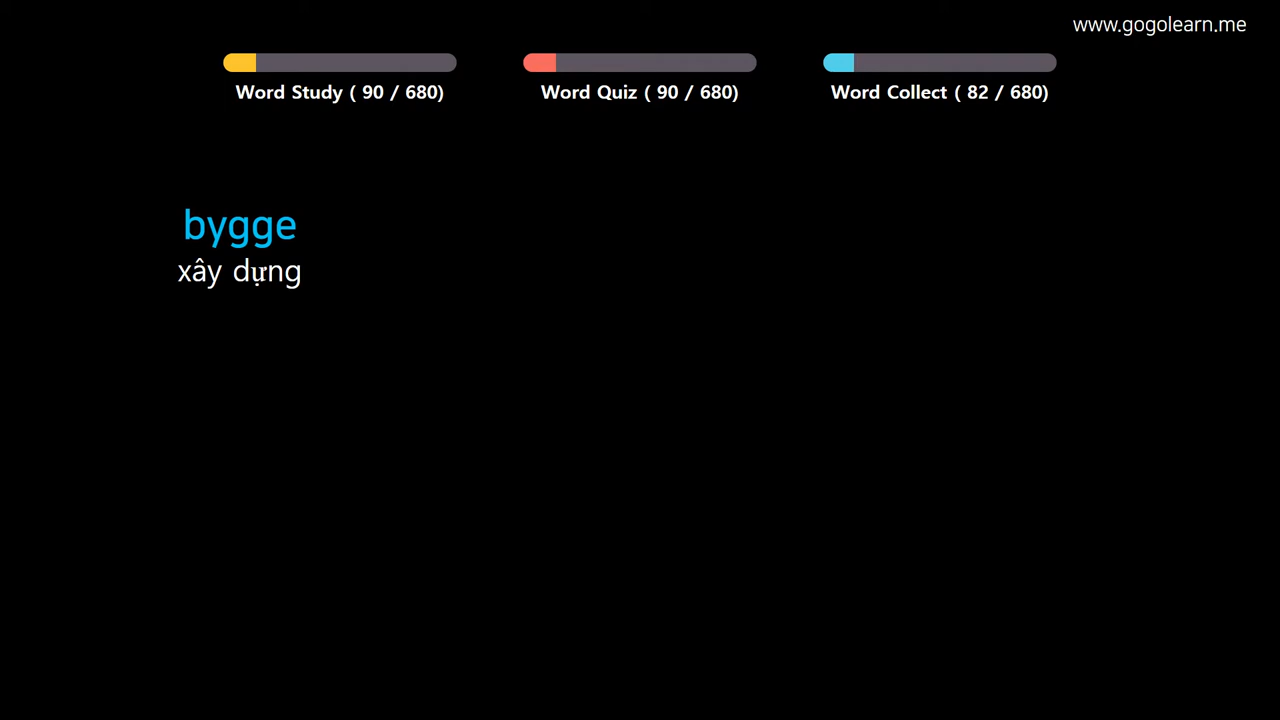 www.gogolearn.me
Word Study ( 90 / 680)
Word Quiz ( 90 / 680)
Word Collect ( 82 / 680)
bygge
xây dựng